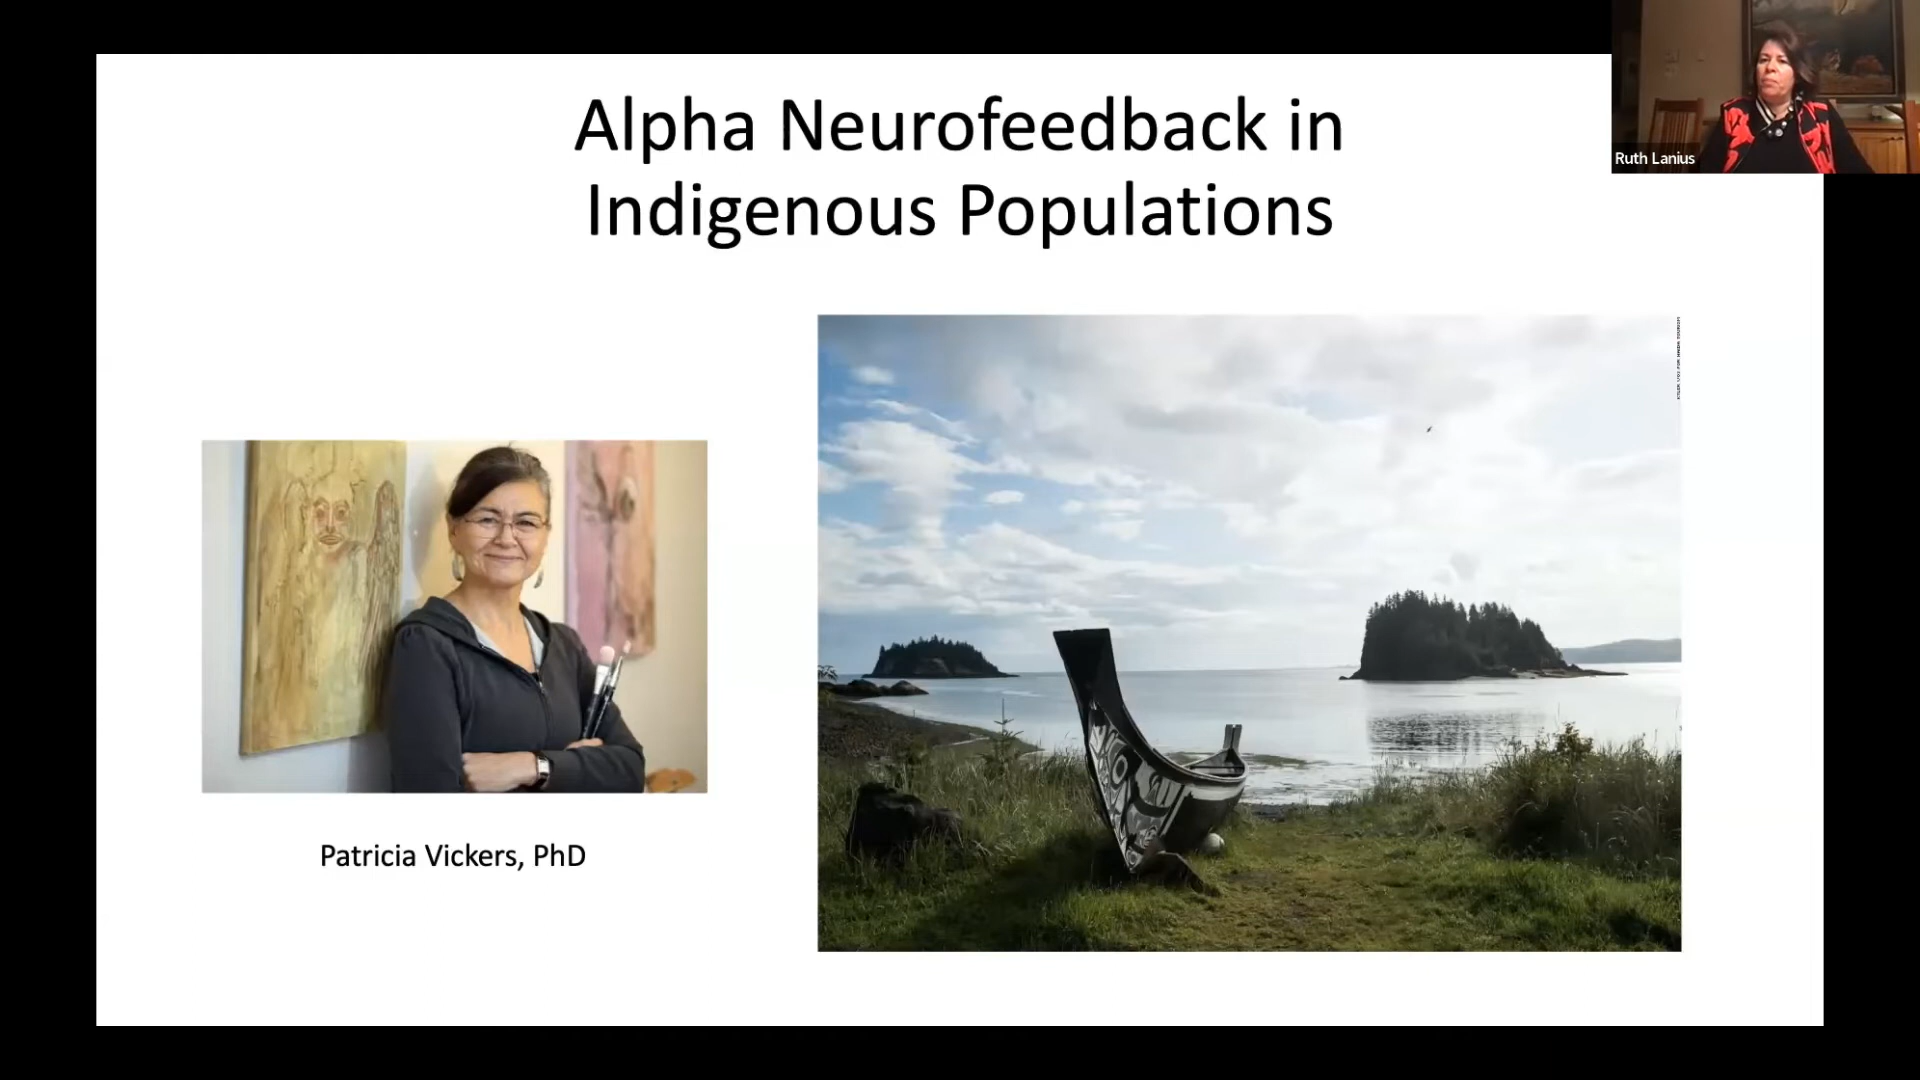 Alpha Neurofeedback in
Indigenous Populations
Ruth Lanius
Patricia Vickers, PhD